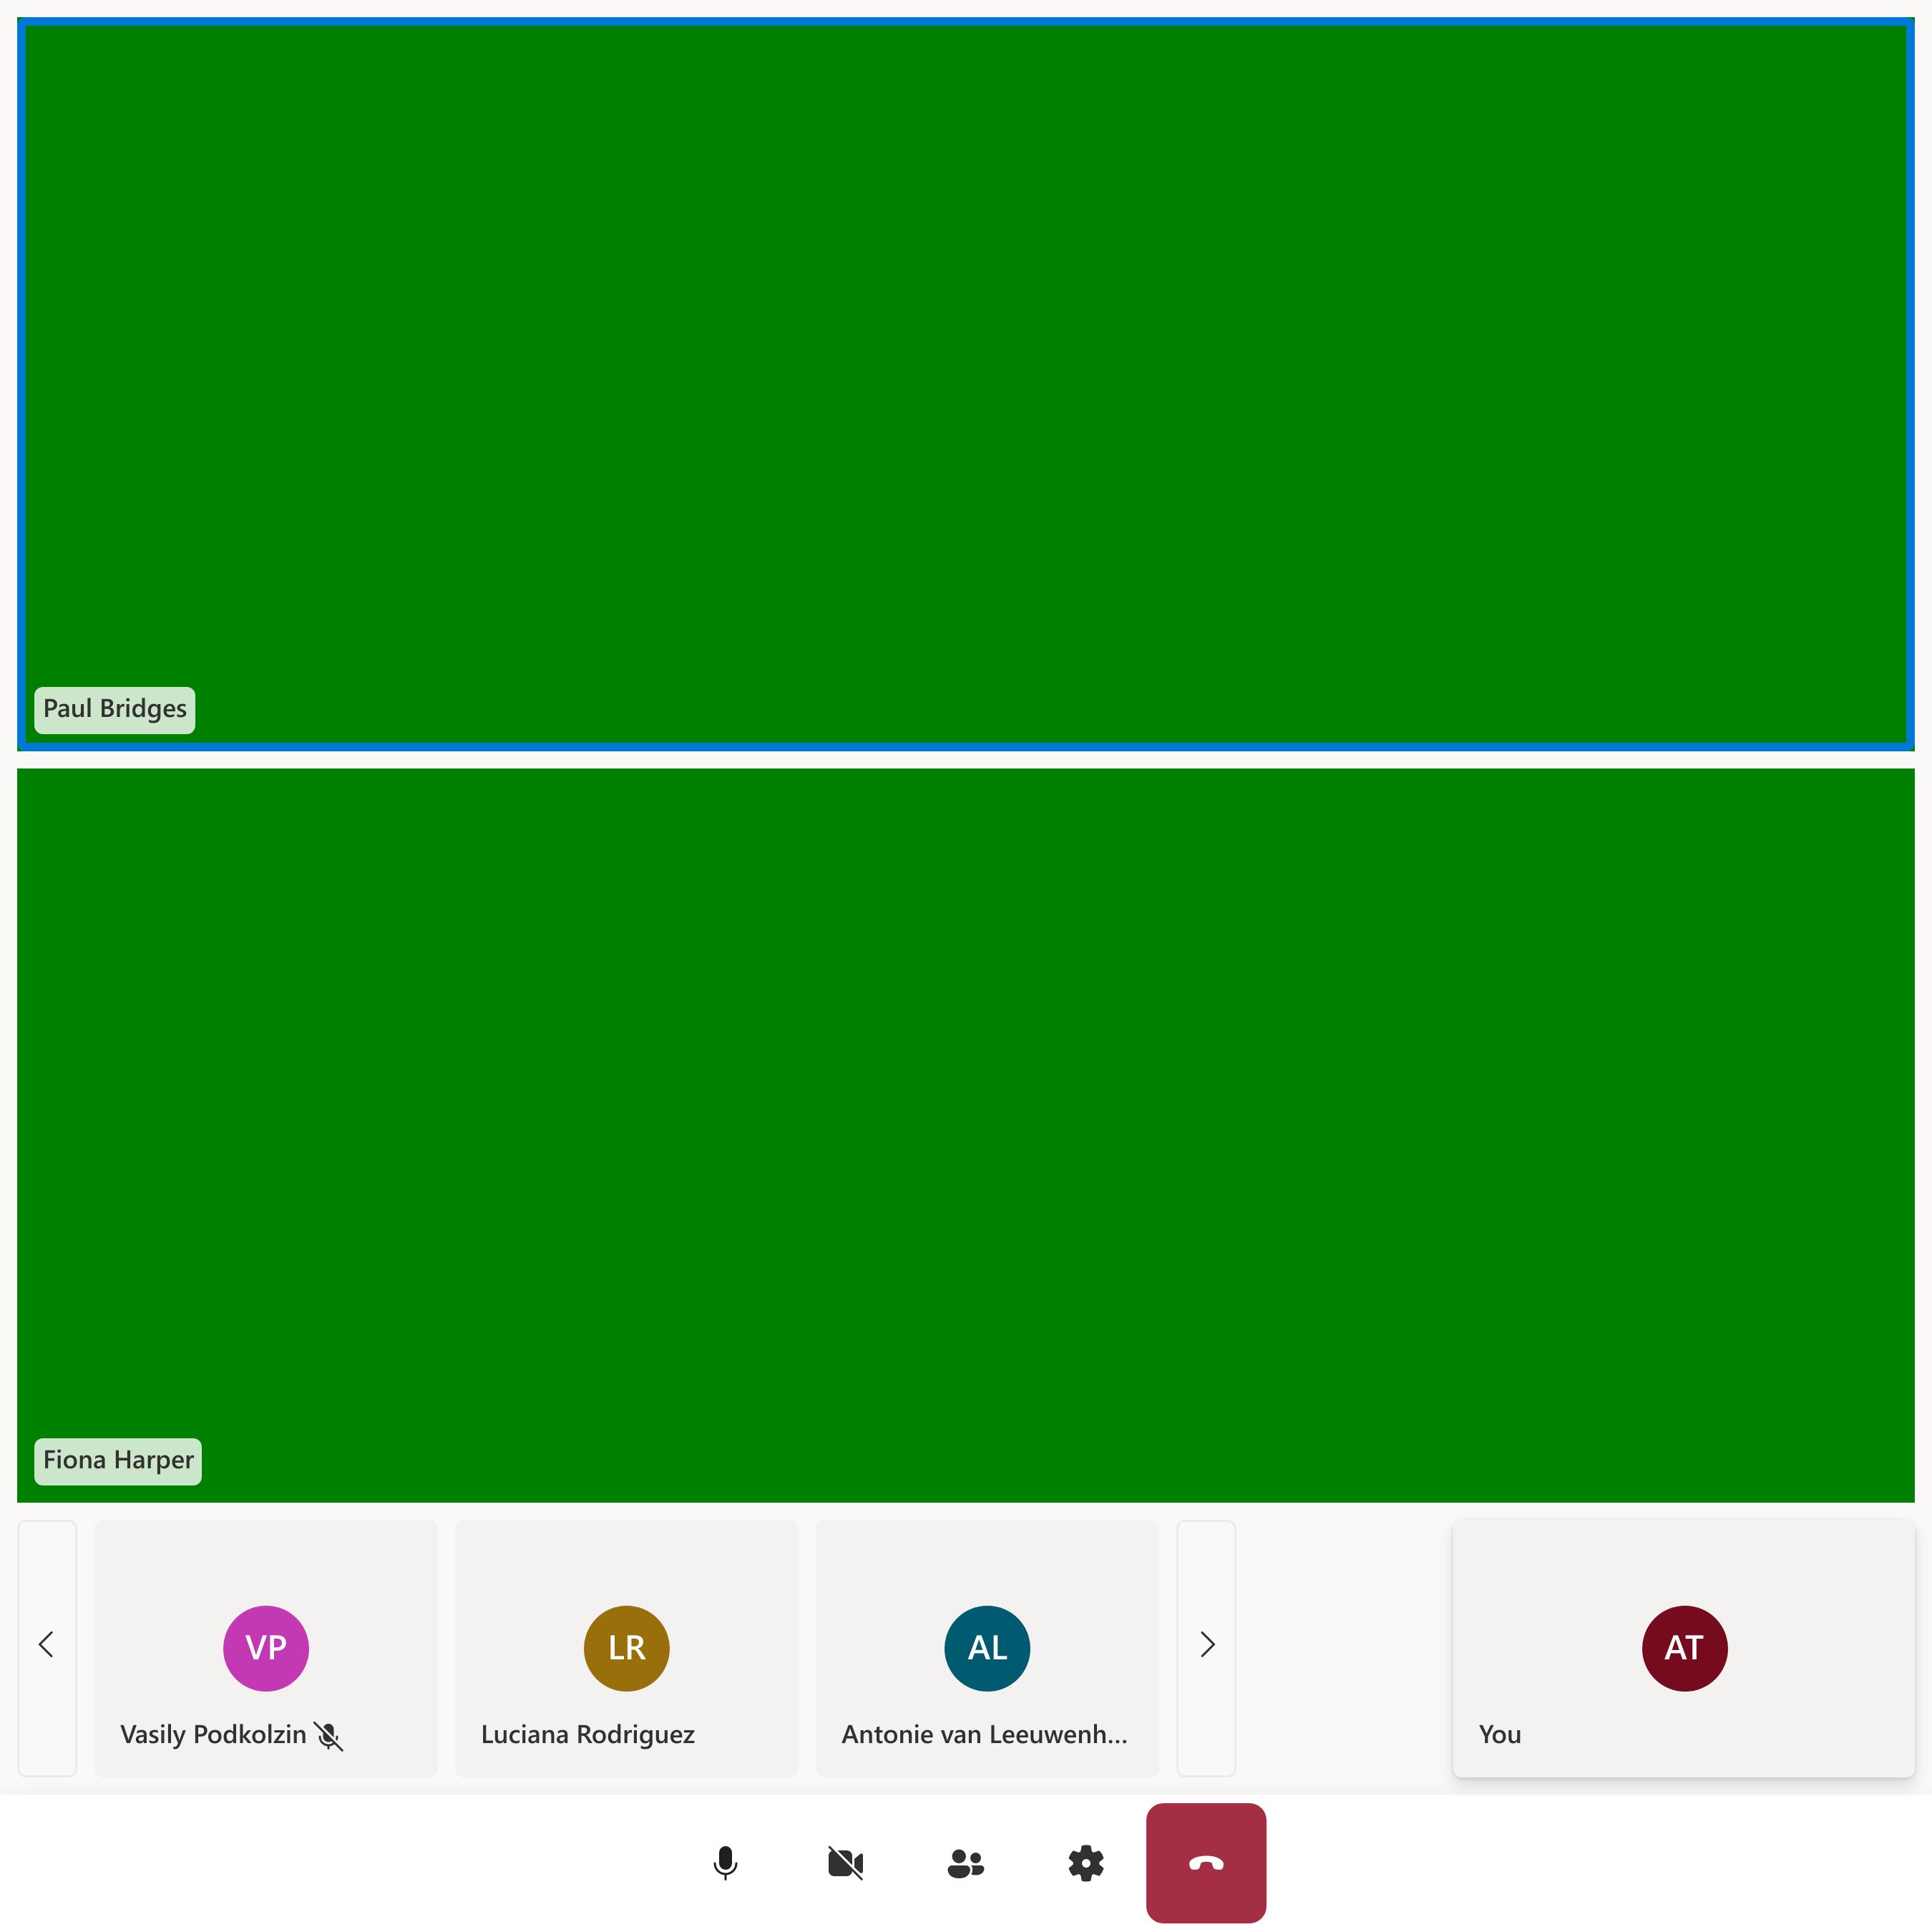 Paul Bridges
Fiona Harper
VP
LR
AL
AT
Vasily Podkolzin
Luciana Rodriguez
Antonie van Leeuwenh...
You